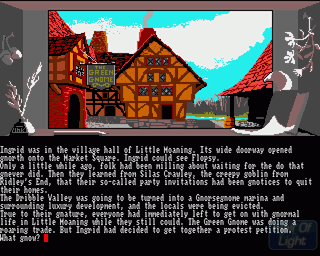 THE
GREEN
GNOME
Ingrid was in the village hall of Little Moaning. Its wide doorway opened
gnorth onto the Market Square. Ingrid could see Flopsy.
Only a little while ago, folk had been milling about waiting for the do that
gnever did. Then they learned from Silas Crawley, the creepy goblin from
Ridley's End, that their so-called party invitations had been gnotices to quit
their homes.
The Dribble Valley was going to be turned into a Gnorsegnome marina and
surrounding luxury development, and the locals were being evicted.
True to their gnature, everyone had immediately left to get on with gnormal
life in Little Moaning while they still could. The Green Gnome was doing a
roaring trade. But Ingrid had decided to get together a protest petition.
What gnow?
Of Light